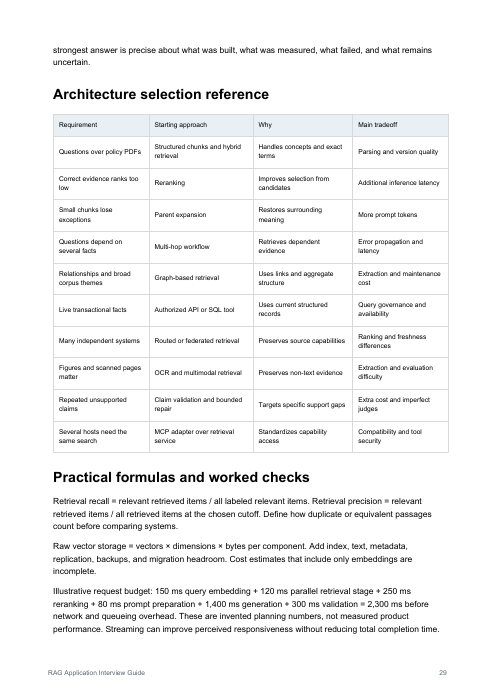 strongest answer is precise about what was built, what was measured, what failed, and what remains
uncertain.
Architecture selection reference
Requirement Starting approach Why Main tradeoff
Questions over policy PDFs Structured chunks and hybrid retrieval Handles concepts and exact terms Parsing and version quality
Correct evidence ranks too low Reranking Improves selection from candidates Additional inference latency
Small chunks lose exceptions Parent expansion Restores surrounding meaning More prompt tokens
Questions depend on several facts Multi-hop workflow Retrieves dependent evidence Error propagation and latency
Relationships and broad corpus themes Graph-based retrieval Uses links and aggregate structure Extraction and maintenance cost
Live transactional facts Authorized API or SQL tool Uses current structured records Query governance and availability
Many independent systems Routed or federated retrieval Preserves source capabilities Ranking and freshness differences
Figures and scanned pages matter OCR and multimodal retrieval Preserves non-text evidence Extraction and evaluation difficulty
Repeated unsupported claims Claim validation and bounded repair Targets specific support gaps Extra cost and imperfect judges
Several hosts need the same search MCP adapter over retrieval service Standardizes capability access Compatibility and tool security
Practical formulas and worked checks
Retrieval recall = relevant retrieved items / all labeled relevant items. Retrieval precision = relevant
retrieved items / all retrieved items at the chosen cutoff. Define how duplicate or equivalent passages
count before comparing systems.
Raw vector storage = vectors × dimensions × bytes per component. Add index, text, metadata,
replication, backups, and migration headroom. Cost estimates that include only embeddings are
incomplete.
Illustrative request budget: 150 ms query embedding + 120 ms parallel retrieval stage + 250 ms
reranking + 80 ms prompt preparation + 1,400 ms generation + 300 ms validation = 2,300 ms before
network and queueing overhead. These are invented planning numbers, not measured product
performance. Streaming can improve perceived responsiveness without reducing total completion time.
RAG Application Interview Guide 29